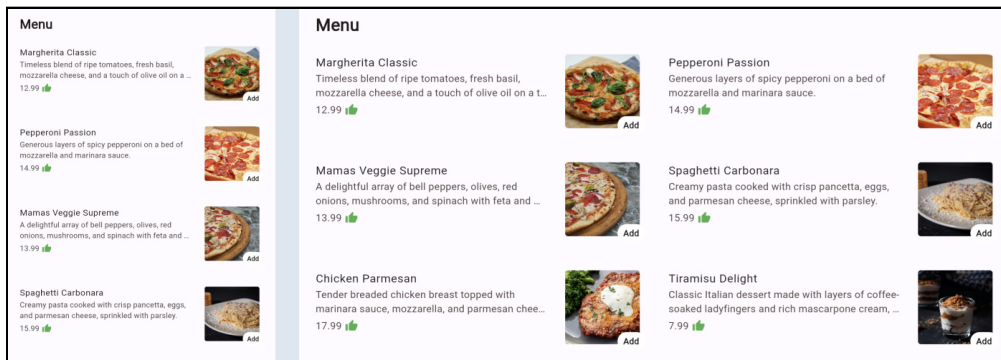 Menu
Margherita Classic
Timeless blend of ripe tomatoes, fresh basil,
mozzarella cheese, and a touch of olive oil on a ...
12.99
Add
Pepperoni Passion
Generous layers of spicy pepperoni on a bed of
mozzarella and marinara sauce.
14.99
Add
Mamas Veggie Supreme
A delightful array of bell peppers, olives, red
onions, mushrooms, and spinach with feta and ...
13.99
Add
Spaghetti Carbonara
Creamy pasta cooked with crisp pancetta, eggs,
and parmesan cheese, sprinkled with parsley.
15.99
Add
Menu
Margherita Classic
Timeless blend of ripe tomatoes, fresh basil,
mozzarella cheese, and a touch of olive oil on a t...
12.99
Add
Pepperoni Passion
Generous layers of spicy pepperoni on a bed of
mozzarella and marinara sauce.
14.99
Add
Mamas Veggie Supreme
A delightful array of bell peppers, olives, red
onions, mushrooms, and spinach with feta and ...
13.99
Add
Spaghetti Carbonara
Creamy pasta cooked with crisp pancetta, eggs,
and parmesan cheese, sprinkled with parsley.
15.99
Add
Chicken Parmesan
Tender breaded chicken breast topped with
marinara sauce, mozzarella, and parmesan chee...
17.99
Add
Tiramisu Delight
Classic Italian dessert made with layers of coffee-
soaked ladyfingers and rich mascarpone cream, ...
7.99
Add